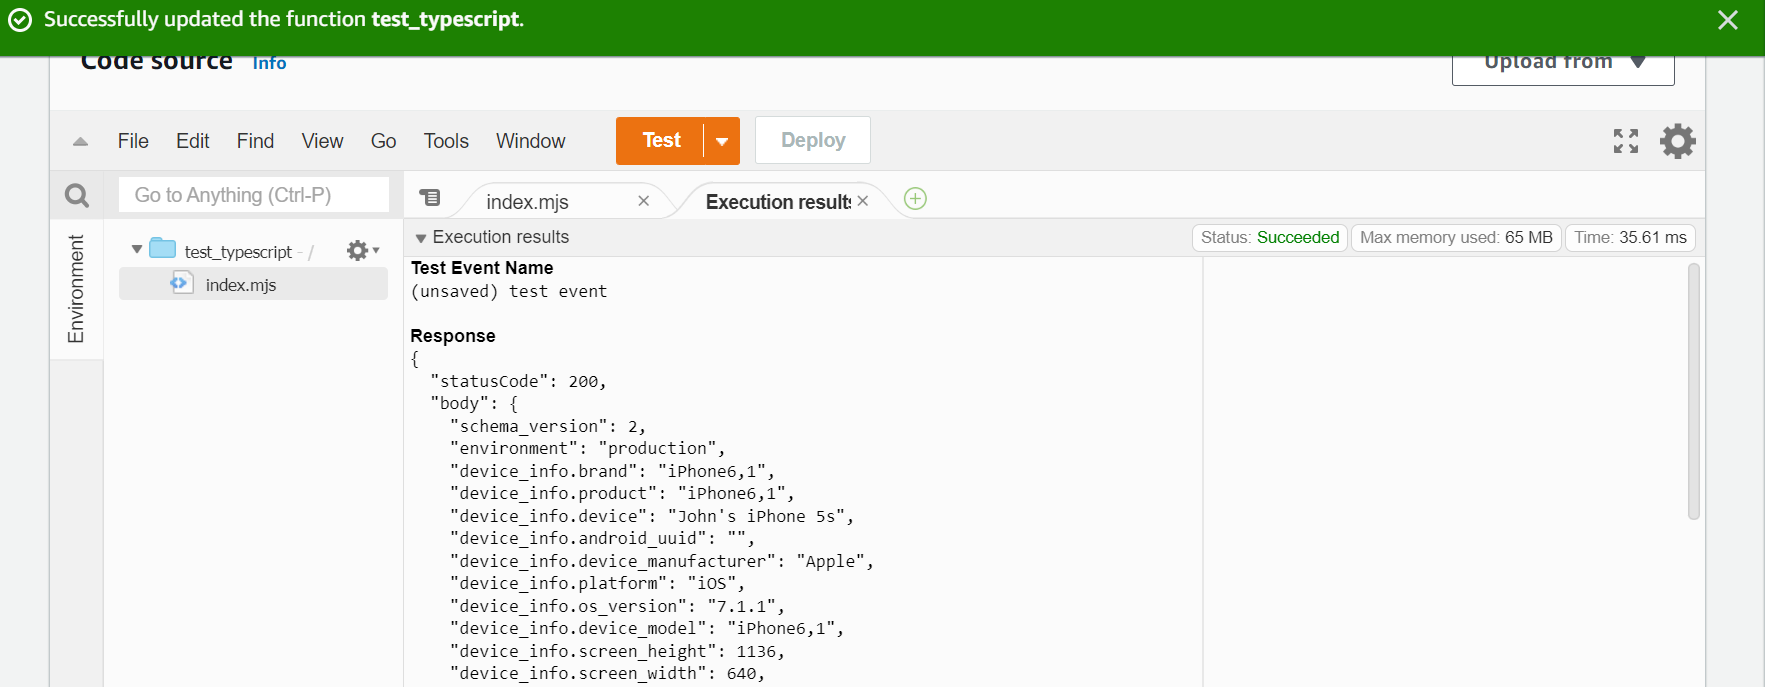 Successfully updated the function test_typescript.
Code source Info
Upload from
File Edit Find View Go Tools Window Test Deploy
Go to Anything (Ctrl-P)
index.mjs Execution results
Environment
test_typescript - /
index.mjs
Execution results Status: Succeeded Max memory used: 65 MB Time: 35.61 ms
Test Event Name
(unsaved) test event
Response
{
"statusCode": 200,
"body": {
"schema_version": 2,
"environment": "production",
"device_info.brand": "iPhone6,1",
"device_info.product": "iPhone6,1",
"device_info.device": "John's iPhone 5s",
"device_info.android_uuid": "",
"device_info.device_manufacturer": "Apple",
"device_info.platform": "iOS",
"device_info.os_version": "7.1.1",
"device_info.device_model": "iPhone6,1",
"device_info.screen_height": 1136,
"device_info.screen_width": 640,